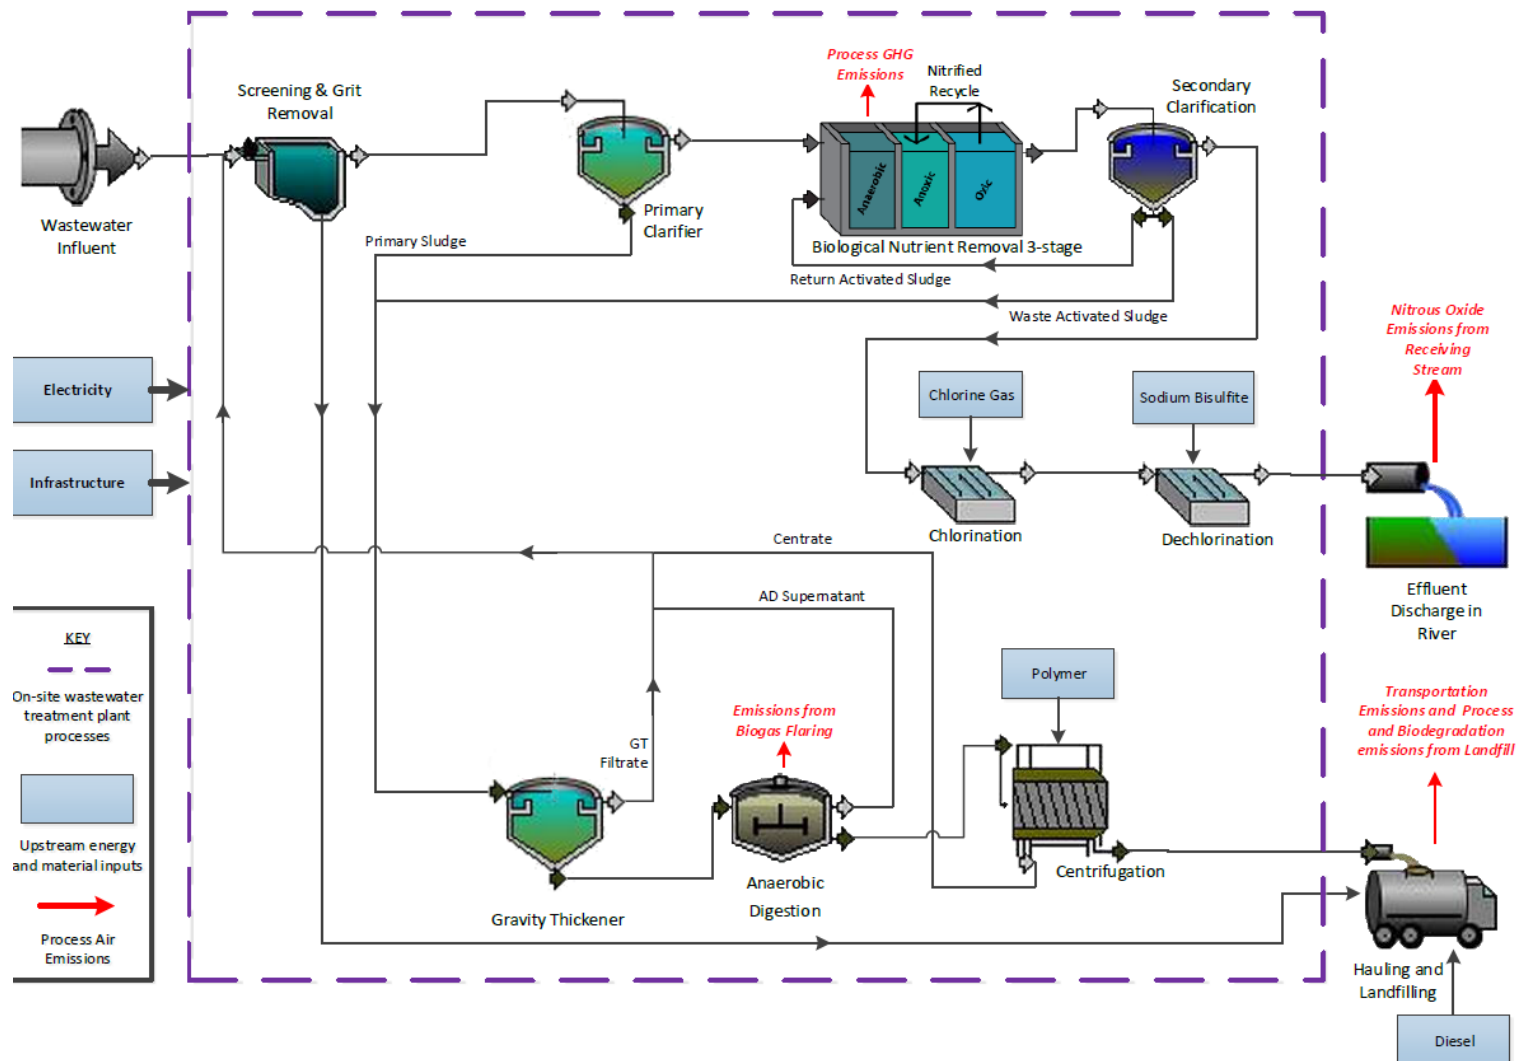 Process GHG
Emissions
Nitrified
Recycle
Secondary
Clarification
Screening & Grit
Removal
Anaerobic
Anoxic
Oxic
Wastewater
Influent
Primary
Clarifier
Primary Sludge
Biological Nutrient Removal 3-stage
Return Activated Sludge
Waste Activated Sludge
Nitrous Oxide
Emissions from
Receiving
Stream
Electricity
Chlorine Gas
Sodium Bisulfite
Infrastructure
Chlorination
Dechlorination
Centrate
Effluent
Discharge in
River
AD Supernatant
KEY
On-site wastewater
treatment plant
processes
Polymer
Transportation
Emissions and Process
and Biodegradation
emissions from Landfill
Emissions from
Biogas Flaring
GT
Filtrate
Upstream energy
and material inputs
Anaerobic
Digestion
Centrifugation
Gravity Thickener
Process Air
Emissions
Hauling and
Landfilling
Diesel